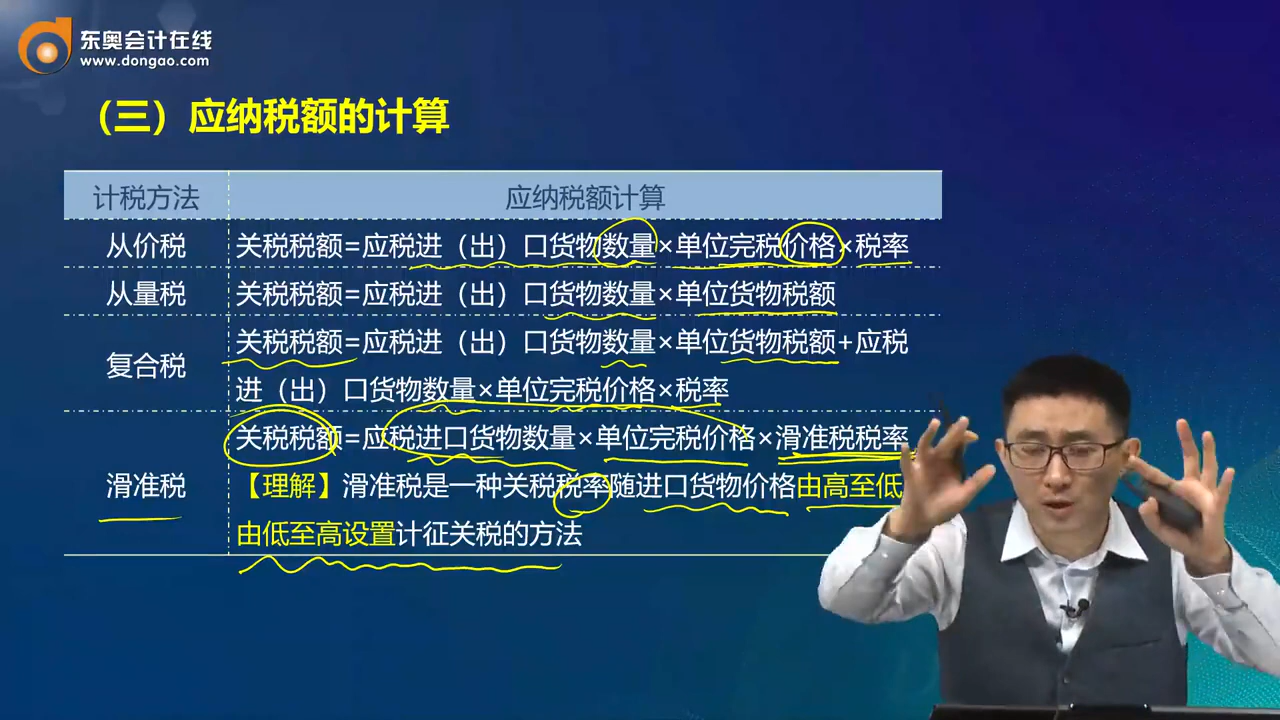 东奥会计在线
www.dongao.com
（三）应纳税额的计算
计税方法 应纳税额计算
从价税 关税税额=应税进（出）口货物数量×单位完税价格×税率
从量税 关税税额=应税进（出）口货物数量×单位货物税额
复合税 关税税额=应税进（出）口货物数量×单位货物税额+应税
进（出）口货物数量×单位完税价格×税率
滑准税 关税税额=应税进口货物数量×单位完税价格×滑准税税率
【理解】滑准税是一种关税税率随进口货物价格由高至低
由低至高设置计征关税的方法